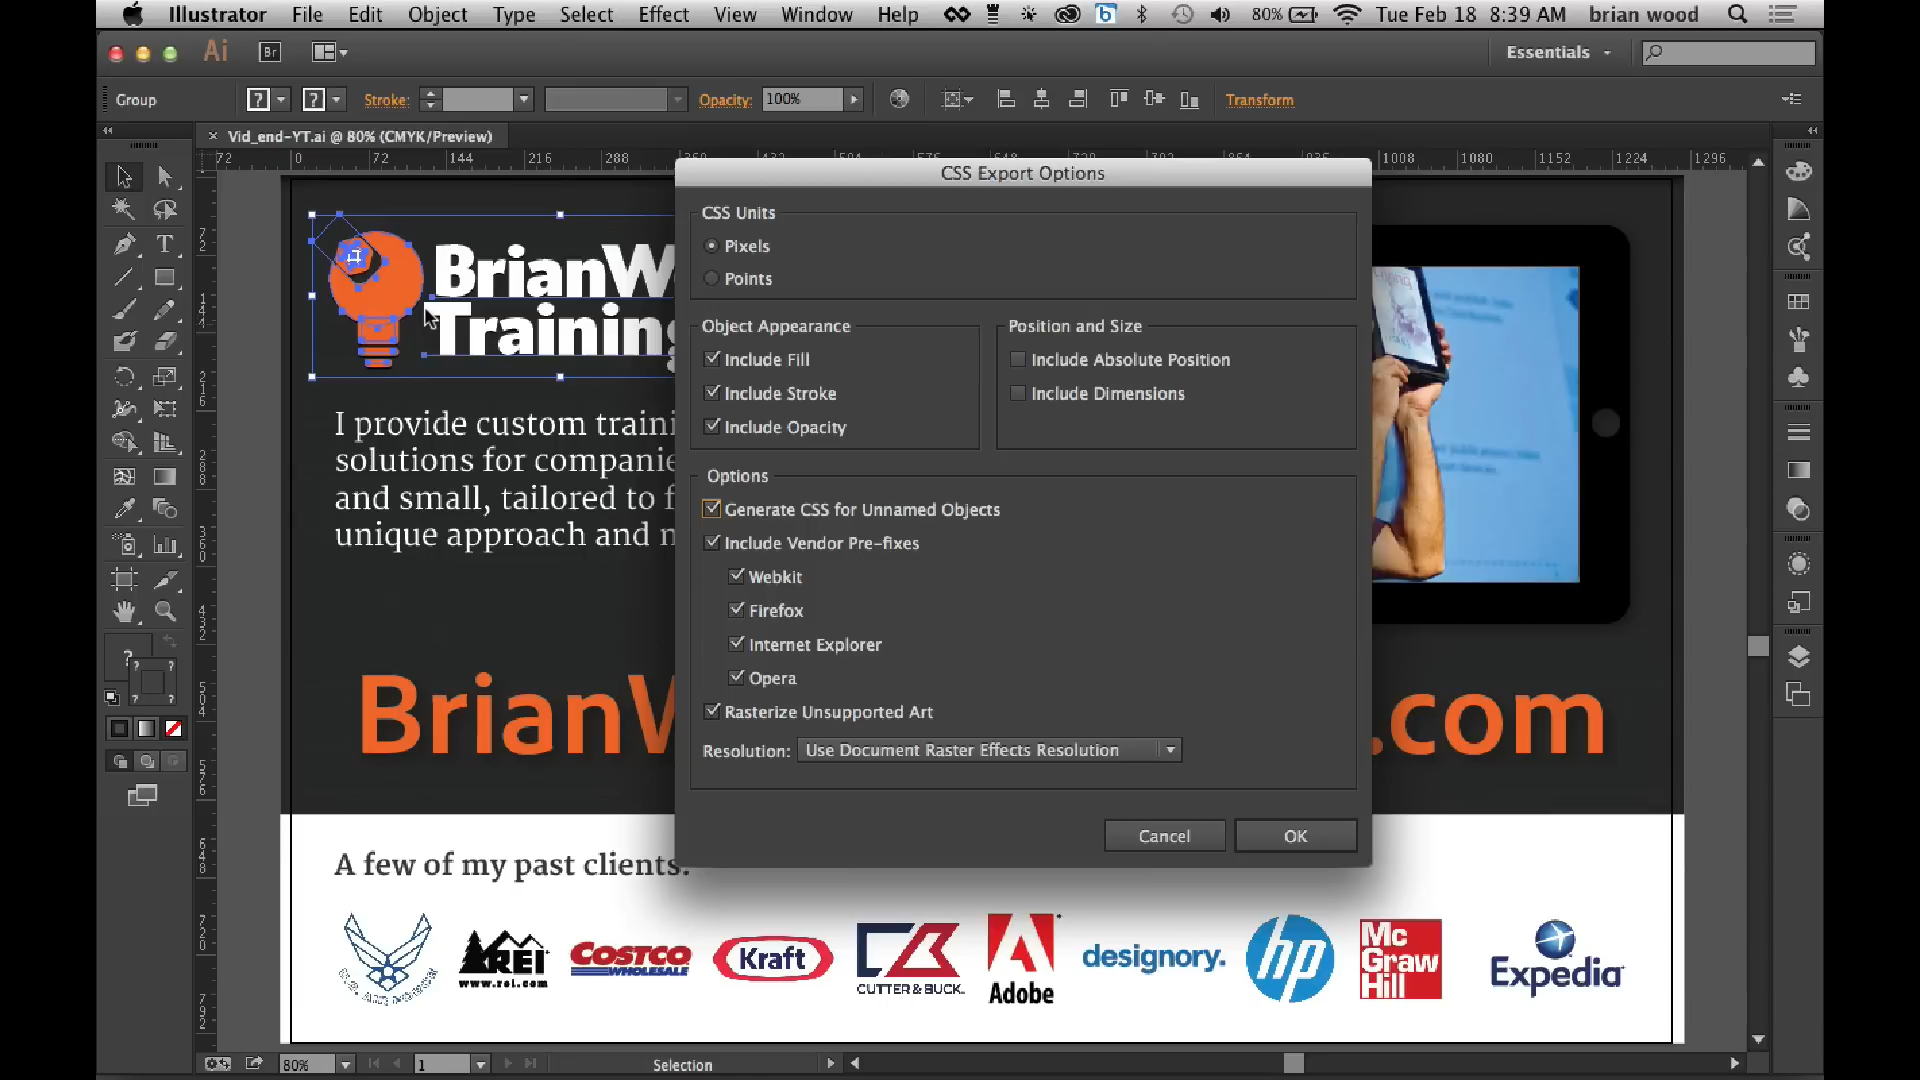 Illustrator File Edit Object Type Select Effect View Window Help 80% Tue Feb 18 8:39 AM brian wood
Ai Br Essentials
Group ? ? Stroke: Opacity: 100% Transform
× Vid_end-YT.ai @ 80% (CMYK/Preview)
72 0 72 144 216 288 1008 1080 1152 1224 1296
CSS Export Options
CSS Units
Pixels
Points
Object Appearance
Include Fill
Include Stroke
Include Opacity
Position and Size
Include Absolute Position
Include Dimensions
Options
Generate CSS for Unnamed Objects
Include Vendor Pre-fixes
Webkit
Firefox
Internet Explorer
Opera
Rasterize Unsupported Art
Resolution: Use Document Raster Effects Resolution
Cancel OK
BrianW
Training
I provide custom traini
solutions for companie
and small, tailored to f
unique approach and n
BrianW .com
A few of my past clients:
U.S. AIR FORCE
REI
www.rei.com
COSTCO
WHOLESALE
Kraft
CUTTER & BUCK.
Adobe
designory.
hp
Mc
Graw
Hill
Expedia
80% 1 Selection